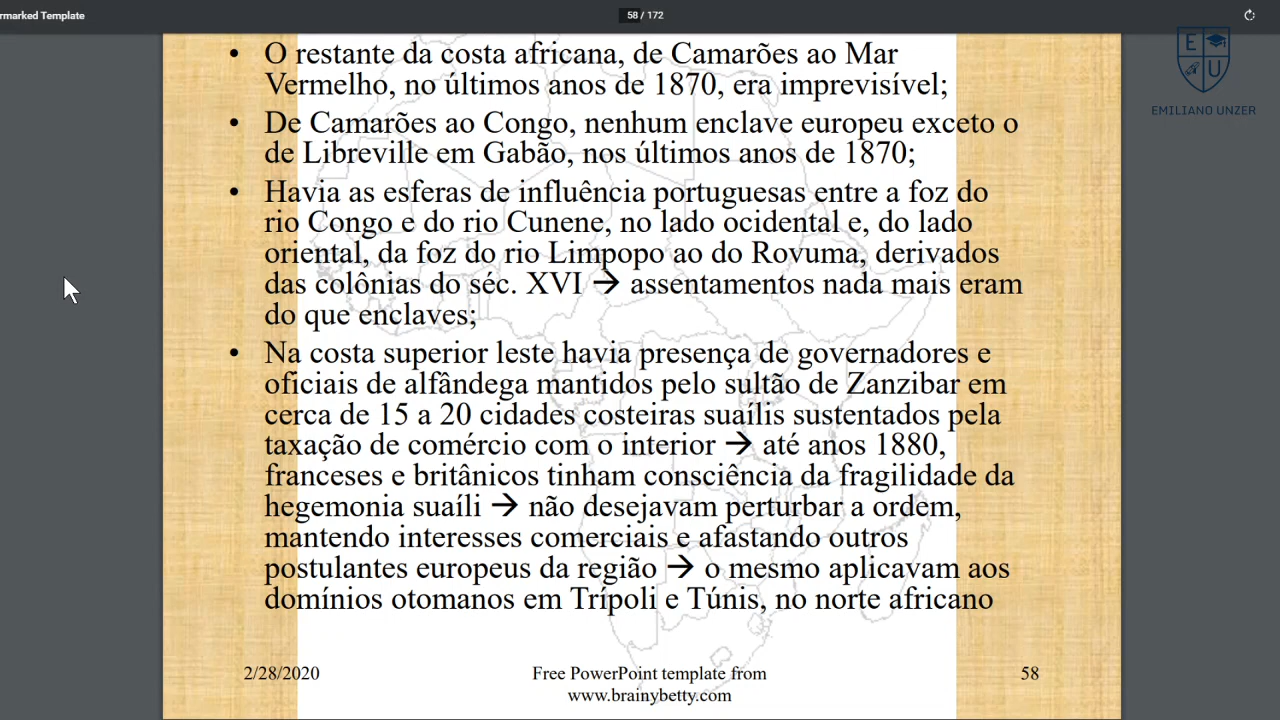 rmarked Template
58 / 172
E
U
EMILIANO UNZER
• O restante da costa africana, de Camarões ao Mar
Vermelho, no últimos anos de 1870, era imprevisível;
• De Camarões ao Congo, nenhum enclave europeu exceto o
de Libreville em Gabão, nos últimos anos de 1870;
• Havia as esferas de influência portuguesas entre a foz do
rio Congo e do rio Cunene, no lado ocidental e, do lado
oriental, da foz do rio Limpopo ao do Rovuma, derivados
das colônias do séc. XVI → assentamentos nada mais eram
do que enclaves;
• Na costa superior leste havia presença de governadores e
oficiais de alfândega mantidos pelo sultão de Zanzibar em
cerca de 15 a 20 cidades costeiras suaílis sustentados pela
taxação de comércio com o interior → até anos 1880,
franceses e britânicos tinham consciência da fragilidade da
hegemonia suaíli → não desejavam perturbar a ordem,
mantendo interesses comerciais e afastando outros
postulantes europeus da região → o mesmo aplicavam aos
domínios otomanos em Trípoli e Túnis, no norte africano
2/28/2020
Free PowerPoint template from
www.brainybetty.com
58